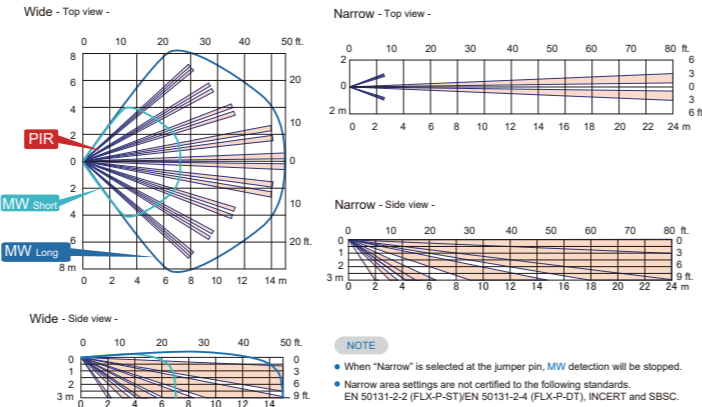 Wide - Top view -
0 10 20 30 40 50 ft.
8
6
4
2
0
2
4
6
8 m
20
10
0
10
20 ft.
0 2 4 6 8 10 12 14 m
PIR
MW Short
MW Long
Wide - Side view -
0 10 20 30 40 50 ft.
0
1
2
3 m
0
3
6
9 ft.
0 2 4 6 8 10 12 14
Narrow - Top view -
0 10 20 30 40 50 60 70 80 ft.
2
0
2 m
6
3
0
3
6 ft
0 2 4 6 8 10 12 14 16 18 20 22 24 m
Narrow - Side view -
0 10 20 30 40 50 60 70 80 ft.
0
1
2
3 m
0
3
6
9 ft.
0 2 4 6 8 10 12 14 16 18 20 22 24 m
NOTE
● When “Narrow” is selected at the jumper pin, MW detection will be stopped.
● Narrow area settings are not certified to the following standards.
EN 50131-2-2 (FLX-P-ST)/EN 50131-2-4 (FLX-P-DT), INCERT and SBSC.